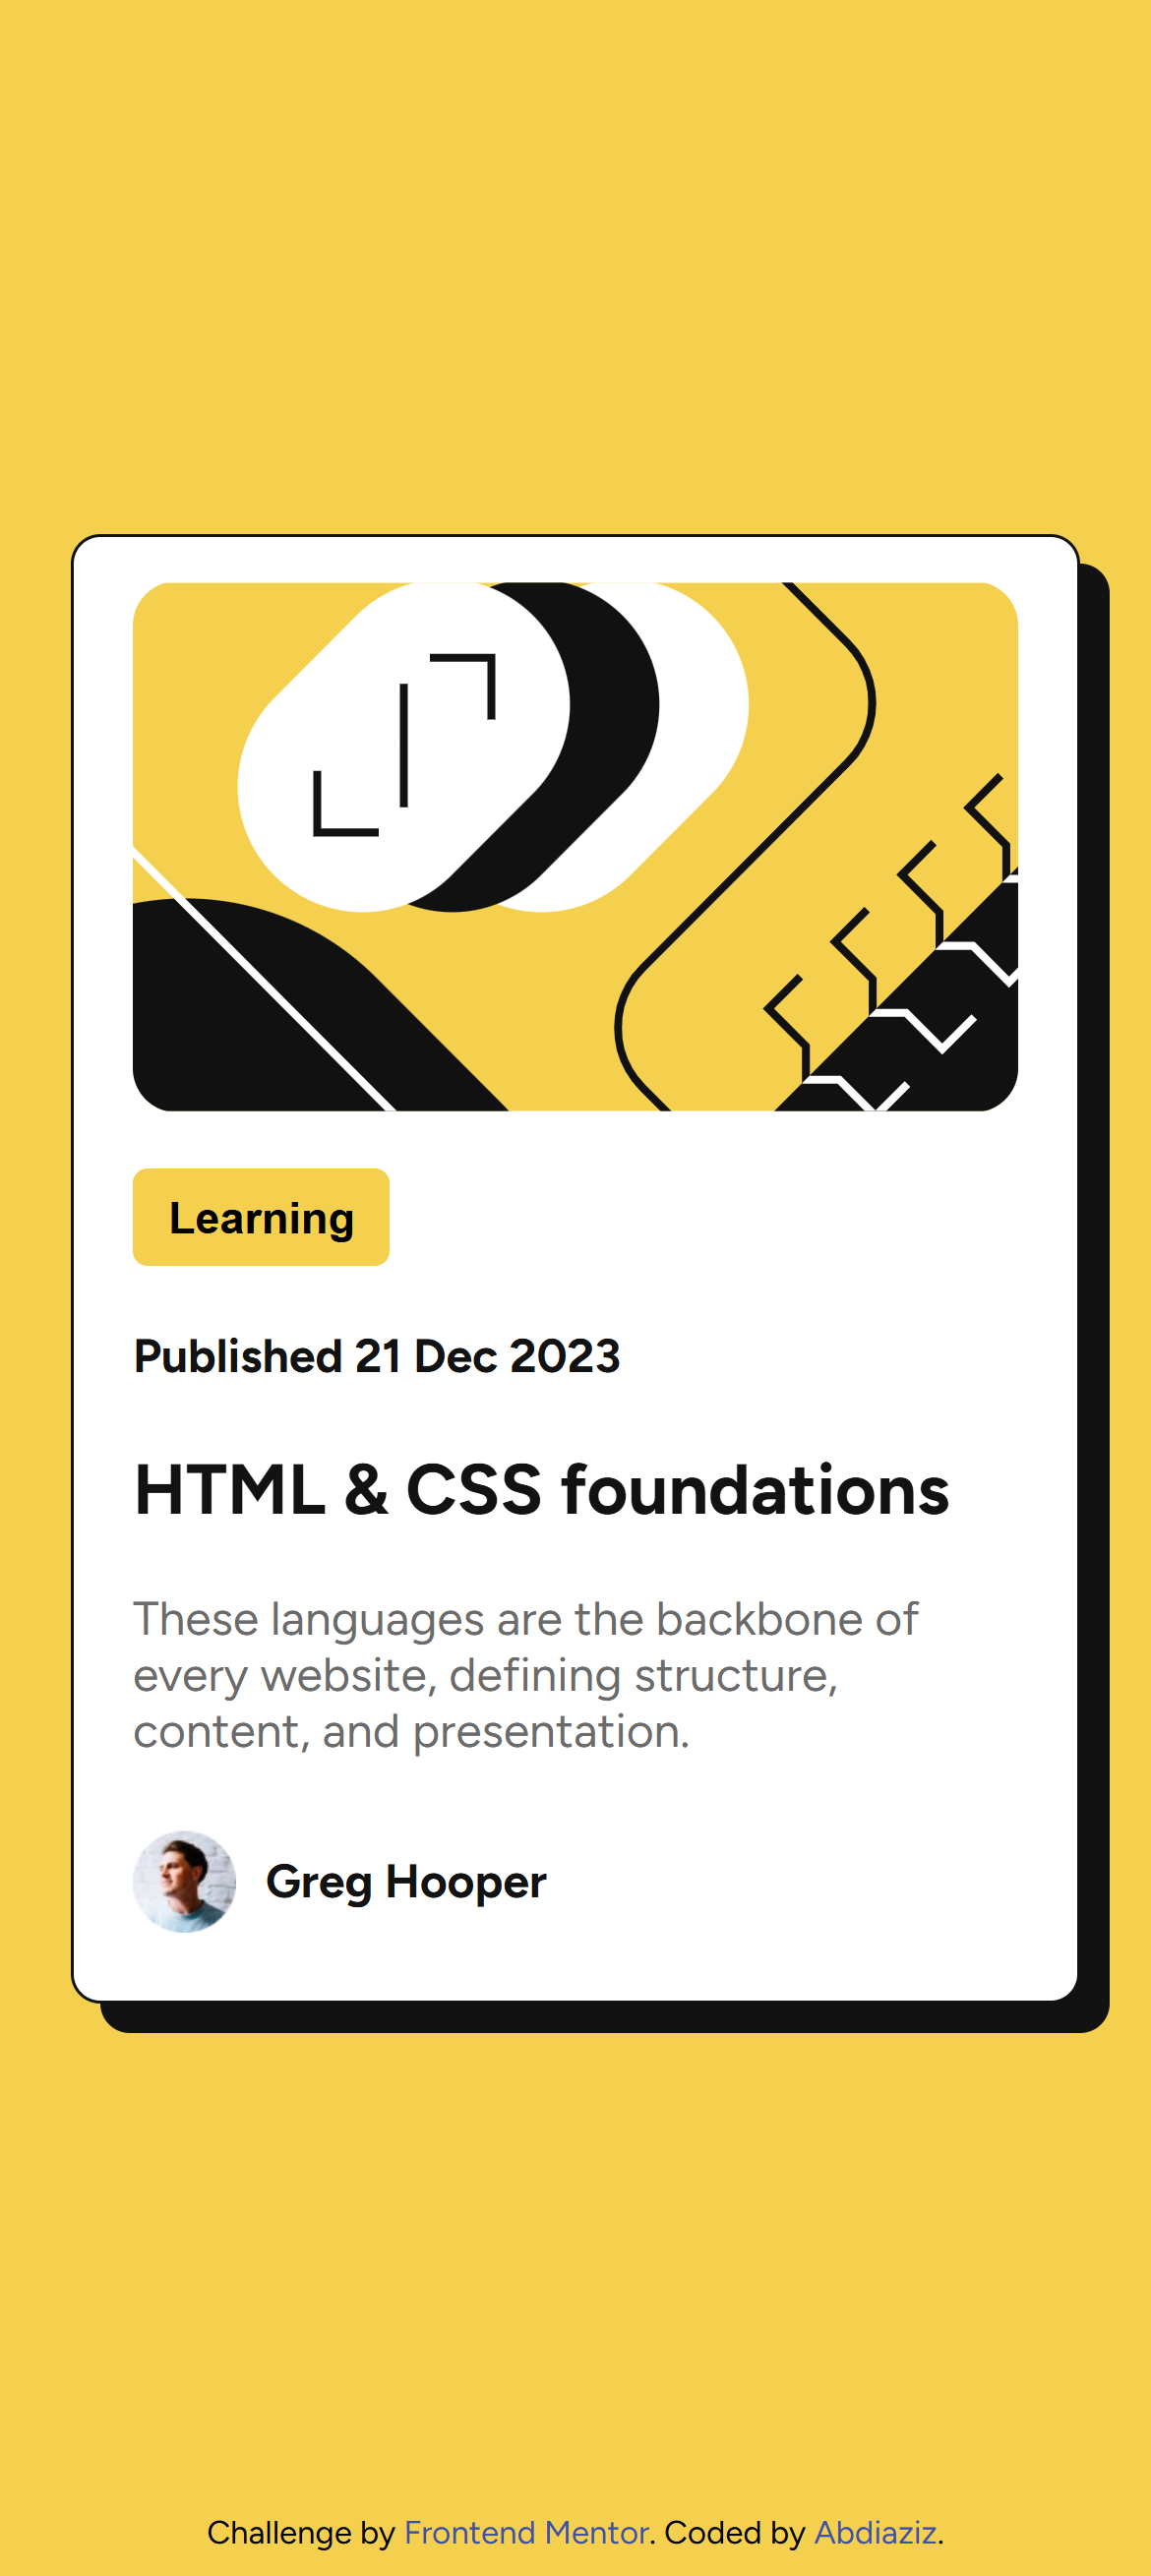 Learning
Published 21 Dec 2023
HTML & CSS foundations
These languages are the backbone of
every website, defining structure,
content, and presentation.
Greg Hooper
Challenge by Frontend Mentor. Coded by Abdiaziz.